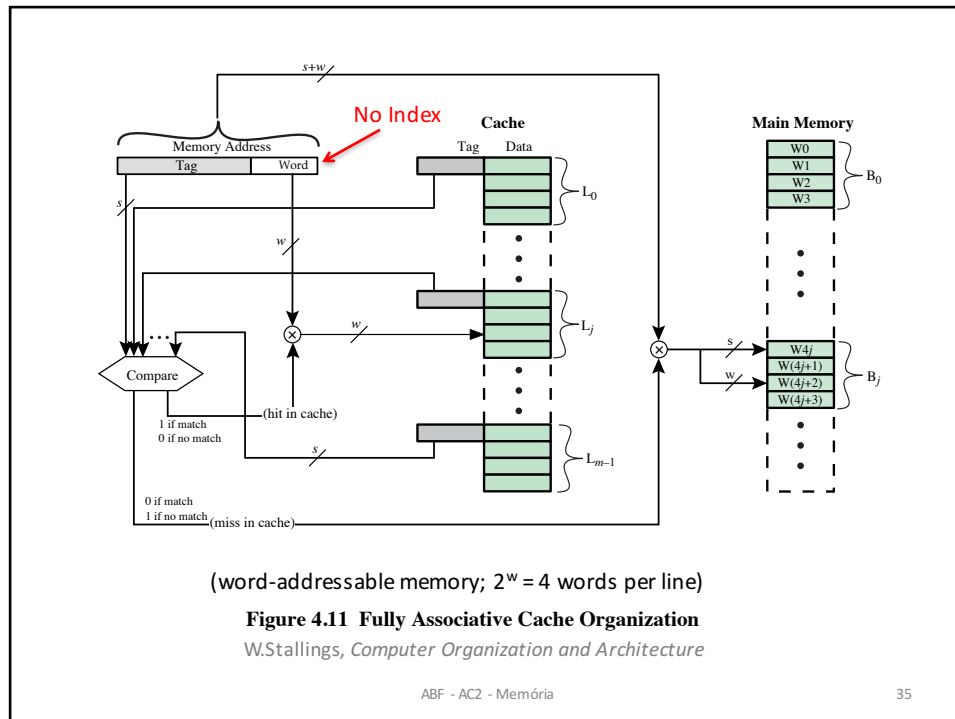 s+w
No Index
Cache
Main Memory
Memory Address
Tag Data
Tag Word
W0
W1
W2
W3
B0
L0
s
w
Lj
w
s
w
W4j
W(4j+1)
W(4j+2)
W(4j+3)
Bj
...
Compare
(hit in cache)
1 if match
0 if no match
s
Lm–1
0 if match
1 if no match
(miss in cache)
(word-addressable memory; 2^w = 4 words per line)
Figure 4.11 Fully Associative Cache Organization
W.Stallings, Computer Organization and Architecture
ABF - AC2 - Memória
35